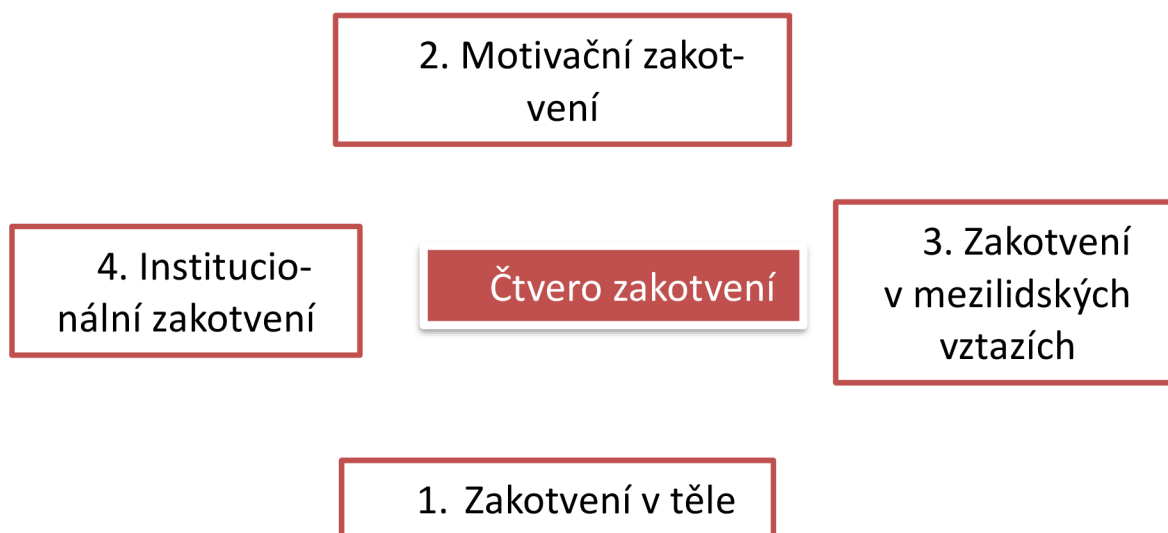 2. Motivační zakot-
vení
4. Institucio-
nální zakotvení
Čtvero zakotvení
3. Zakotvení
v mezilidských
vztazích
1. Zakotvení v těle